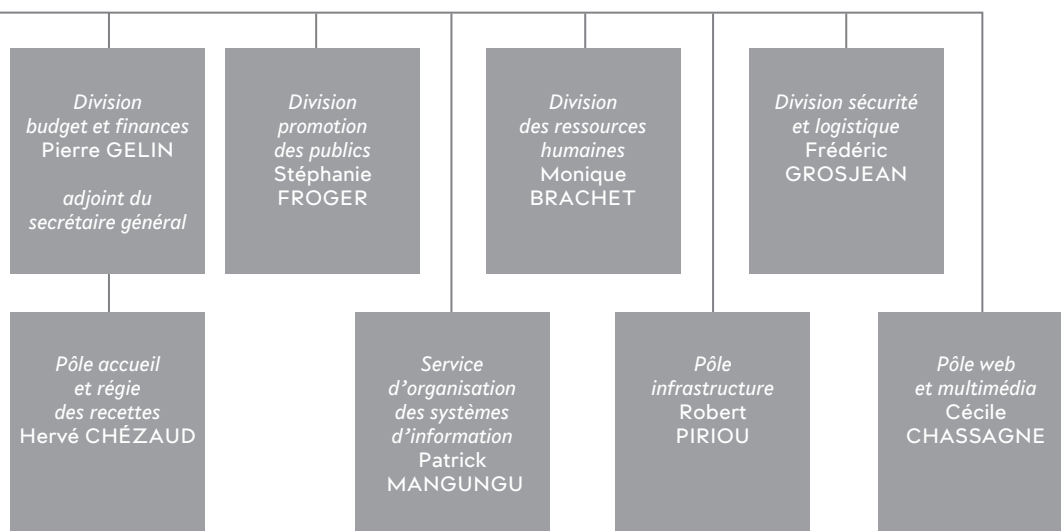 Division
budget et finances
Pierre GELIN
adjoint du
secrétaire général
Division
promotion
des publics
Stéphanie
FROGER
Division
des ressources
humaines
Monique
BRACHET
Division sécurité
et logistique
Frédéric
GROSJEAN
Pôle accueil
et régie
des recettes
Hervé CHÉZAUD
Service
d’organisation
des systèmes
d’information
Patrick
MANGUNGU
Pôle
infrastructure
Robert
PIRIOU
Pôle web
et multimédia
Cécile
CHASSAGNE